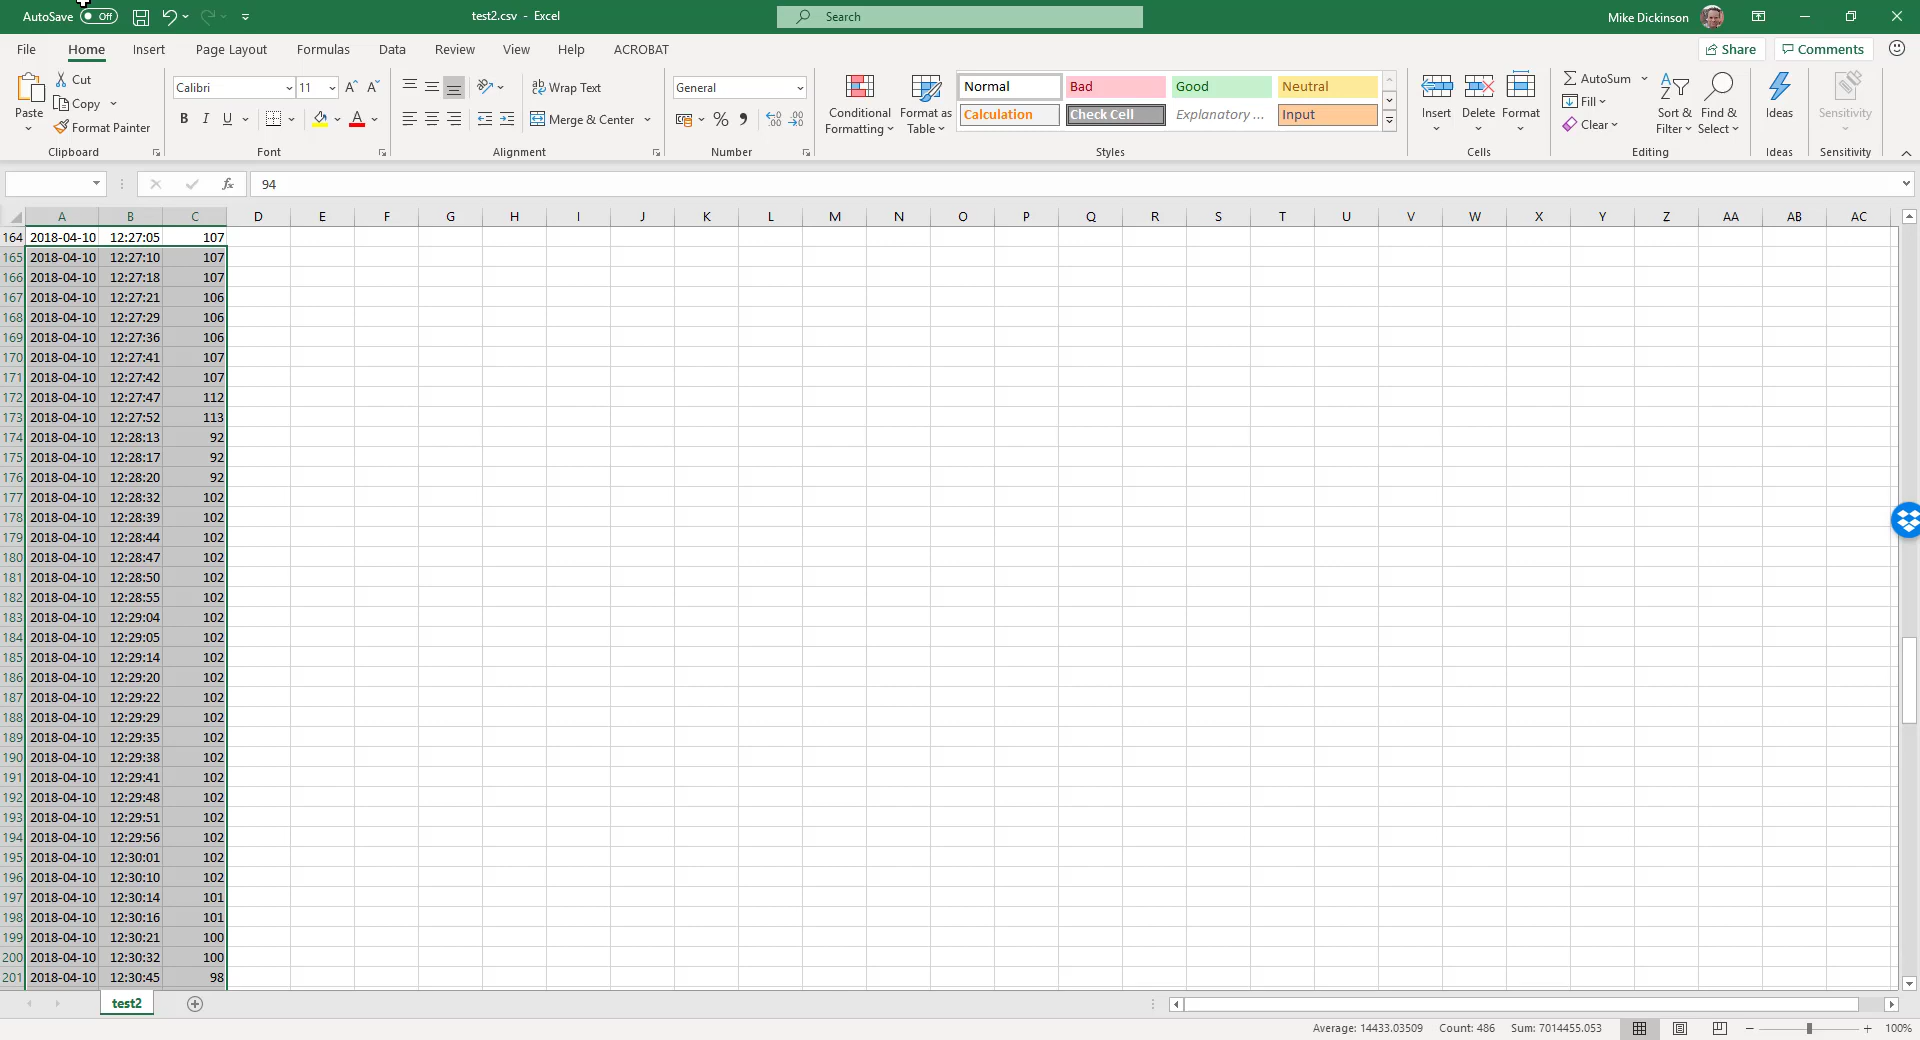 AutoSave Off test2.csv - Excel Search Mike Dickinson
File Home Insert Page Layout Formulas Data Review View Help ACROBAT Share Comments
Paste Cut Copy Format Painter Clipboard
Calibri 11 A A B I U A Font
ab Wrap Text Merge & Center Alignment
General % Number
Conditional Formatting Format as Table Normal Bad Good Neutral Calculation Check Cell Explanatory ... Input Styles
Insert Delete Format Cells
AutoSum Fill Clear Sort & Filter Find & Select Editing
Ideas Ideas
Sensitivity Sensitivity
fx 94
A B C D E F G H I J K L M N O P Q R S T U V W X Y Z AA AB AC
164 2018-04-10 12:27:05 107
165 2018-04-10 12:27:10 107
166 2018-04-10 12:27:18 107
167 2018-04-10 12:27:21 106
168 2018-04-10 12:27:29 106
169 2018-04-10 12:27:36 106
170 2018-04-10 12:27:41 107
171 2018-04-10 12:27:42 107
172 2018-04-10 12:27:47 112
173 2018-04-10 12:27:52 113
174 2018-04-10 12:28:13 92
175 2018-04-10 12:28:17 92
176 2018-04-10 12:28:20 92
177 2018-04-10 12:28:32 102
178 2018-04-10 12:28:39 102
179 2018-04-10 12:28:44 102
180 2018-04-10 12:28:47 102
181 2018-04-10 12:28:50 102
182 2018-04-10 12:28:55 102
183 2018-04-10 12:29:04 102
184 2018-04-10 12:29:05 102
185 2018-04-10 12:29:14 102
186 2018-04-10 12:29:20 102
187 2018-04-10 12:29:22 102
188 2018-04-10 12:29:29 102
189 2018-04-10 12:29:35 102
190 2018-04-10 12:29:38 102
191 2018-04-10 12:29:41 102
192 2018-04-10 12:29:48 102
193 2018-04-10 12:29:51 102
194 2018-04-10 12:29:56 102
195 2018-04-10 12:30:01 102
196 2018-04-10 12:30:10 102
197 2018-04-10 12:30:14 101
198 2018-04-10 12:30:16 101
199 2018-04-10 12:30:21 100
200 2018-04-10 12:30:32 100
201 2018-04-10 12:30:45 98
test2
Average: 14433.03509 Count: 486 Sum: 7014455.053 100%